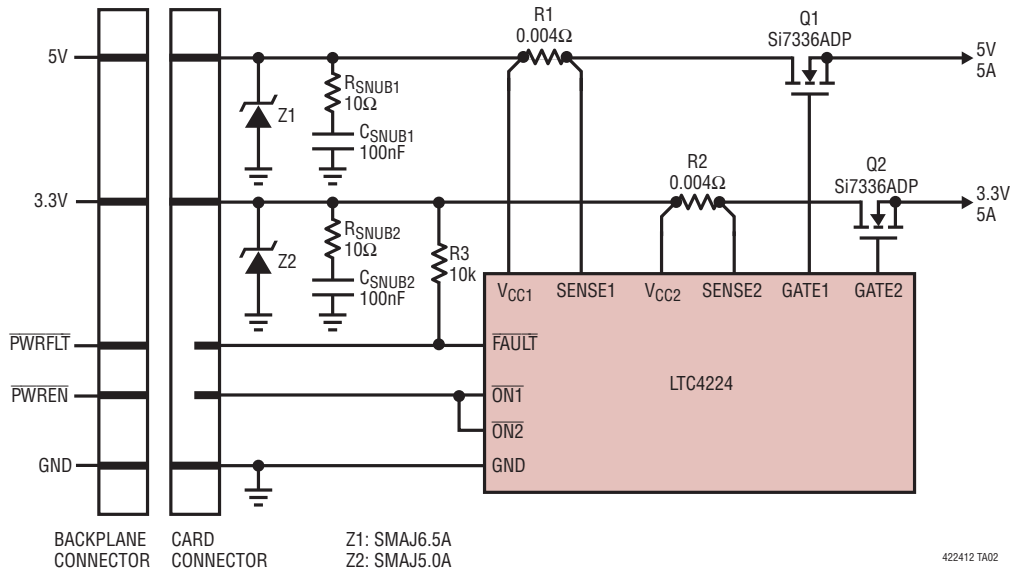 R1
0.004Ω
Q1
Si7336ADP
5V
5V
5A
RSNUB1
10Ω
Z1
CSNUB1
100nF
R2
0.004Ω
Q2
Si7336ADP
3.3V
3.3V
5A
RSNUB2
10Ω
Z2
R3
10k
CSNUB2
100nF
VCC1 SENSE1 VCC2 SENSE2 GATE1 GATE2
PWRFLT
FAULT
LTC4224
PWREN
ON1
ON2
GND
GND
BACKPLANE
CONNECTOR
CARD
CONNECTOR
Z1: SMAJ6.5A
Z2: SMAJ5.0A
422412 TA02